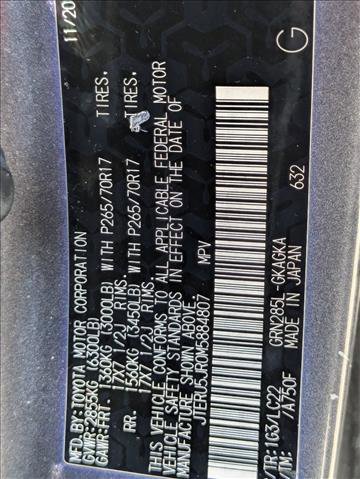 MFD. BY: TOYOTA MOTOR CORPORATION 11/20
GVWR: 2855KG (6300LB)
GAWR: FRT. 1360KG (3000LB) WITH P265/70R17 TIRES.
17X7 1/2J RIMS.
RR. 1560KG (3450LB) WITH P265/70R17 TIRES.
17X7 1/2J RIMS.
THIS VEHICLE CONFORMS TO ALL APPLICABLE FEDERAL MOTOR
VEHICLE SAFETY STANDARDS IN EFFECT ON THE DATE OF
MANUFACTURE SHOWN ABOVE.
JTERU5JR0M5884807 MPV
G
632
C/TR: 1G3/LC22 GRN285L-GKAGKA
A/TM: /A750F MADE IN JAPAN